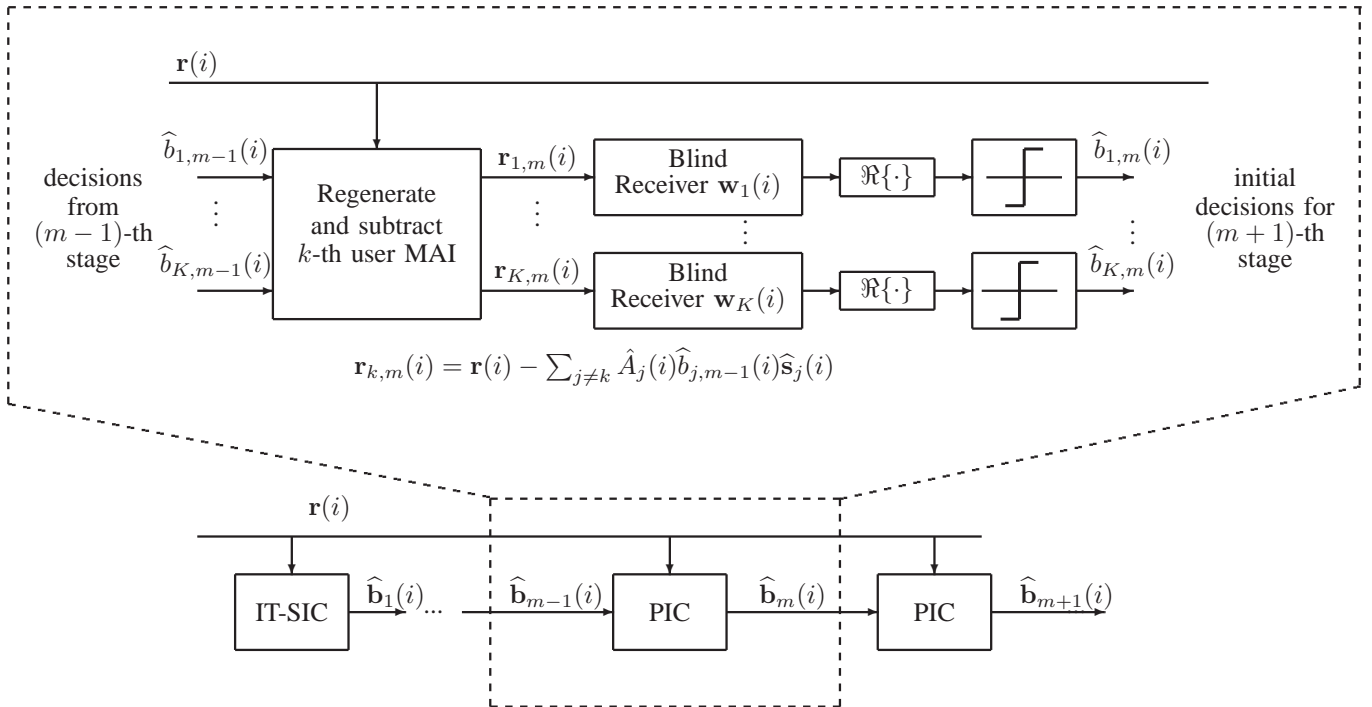 r(i)
decisions
from
(m − 1)-th
stage
b̂_{1,m−1}(i)
⋮
b̂_{K,m−1}(i)
Regenerate
and subtract
k-th user MAI
r_{1,m}(i)
⋮
r_{K,m}(i)
Blind
Receiver w_1(i)
⋮
Blind
Receiver w_K(i)
ℜ{·}
ℜ{·}
b̂_{1,m}(i)
⋮
b̂_{K,m}(i)
initial
decisions for
(m + 1)-th
stage
r_{k,m}(i) = r(i) − ∑_{j≠k} Â_j(i)b̂_{j,m−1}(i)ŝ_j(i)
r(i)
IT-SIC
b̂_1(i)
...
b̂_{m−1}(i)
PIC
b̂_m(i)
PIC
b̂_{m+1}(i)
...